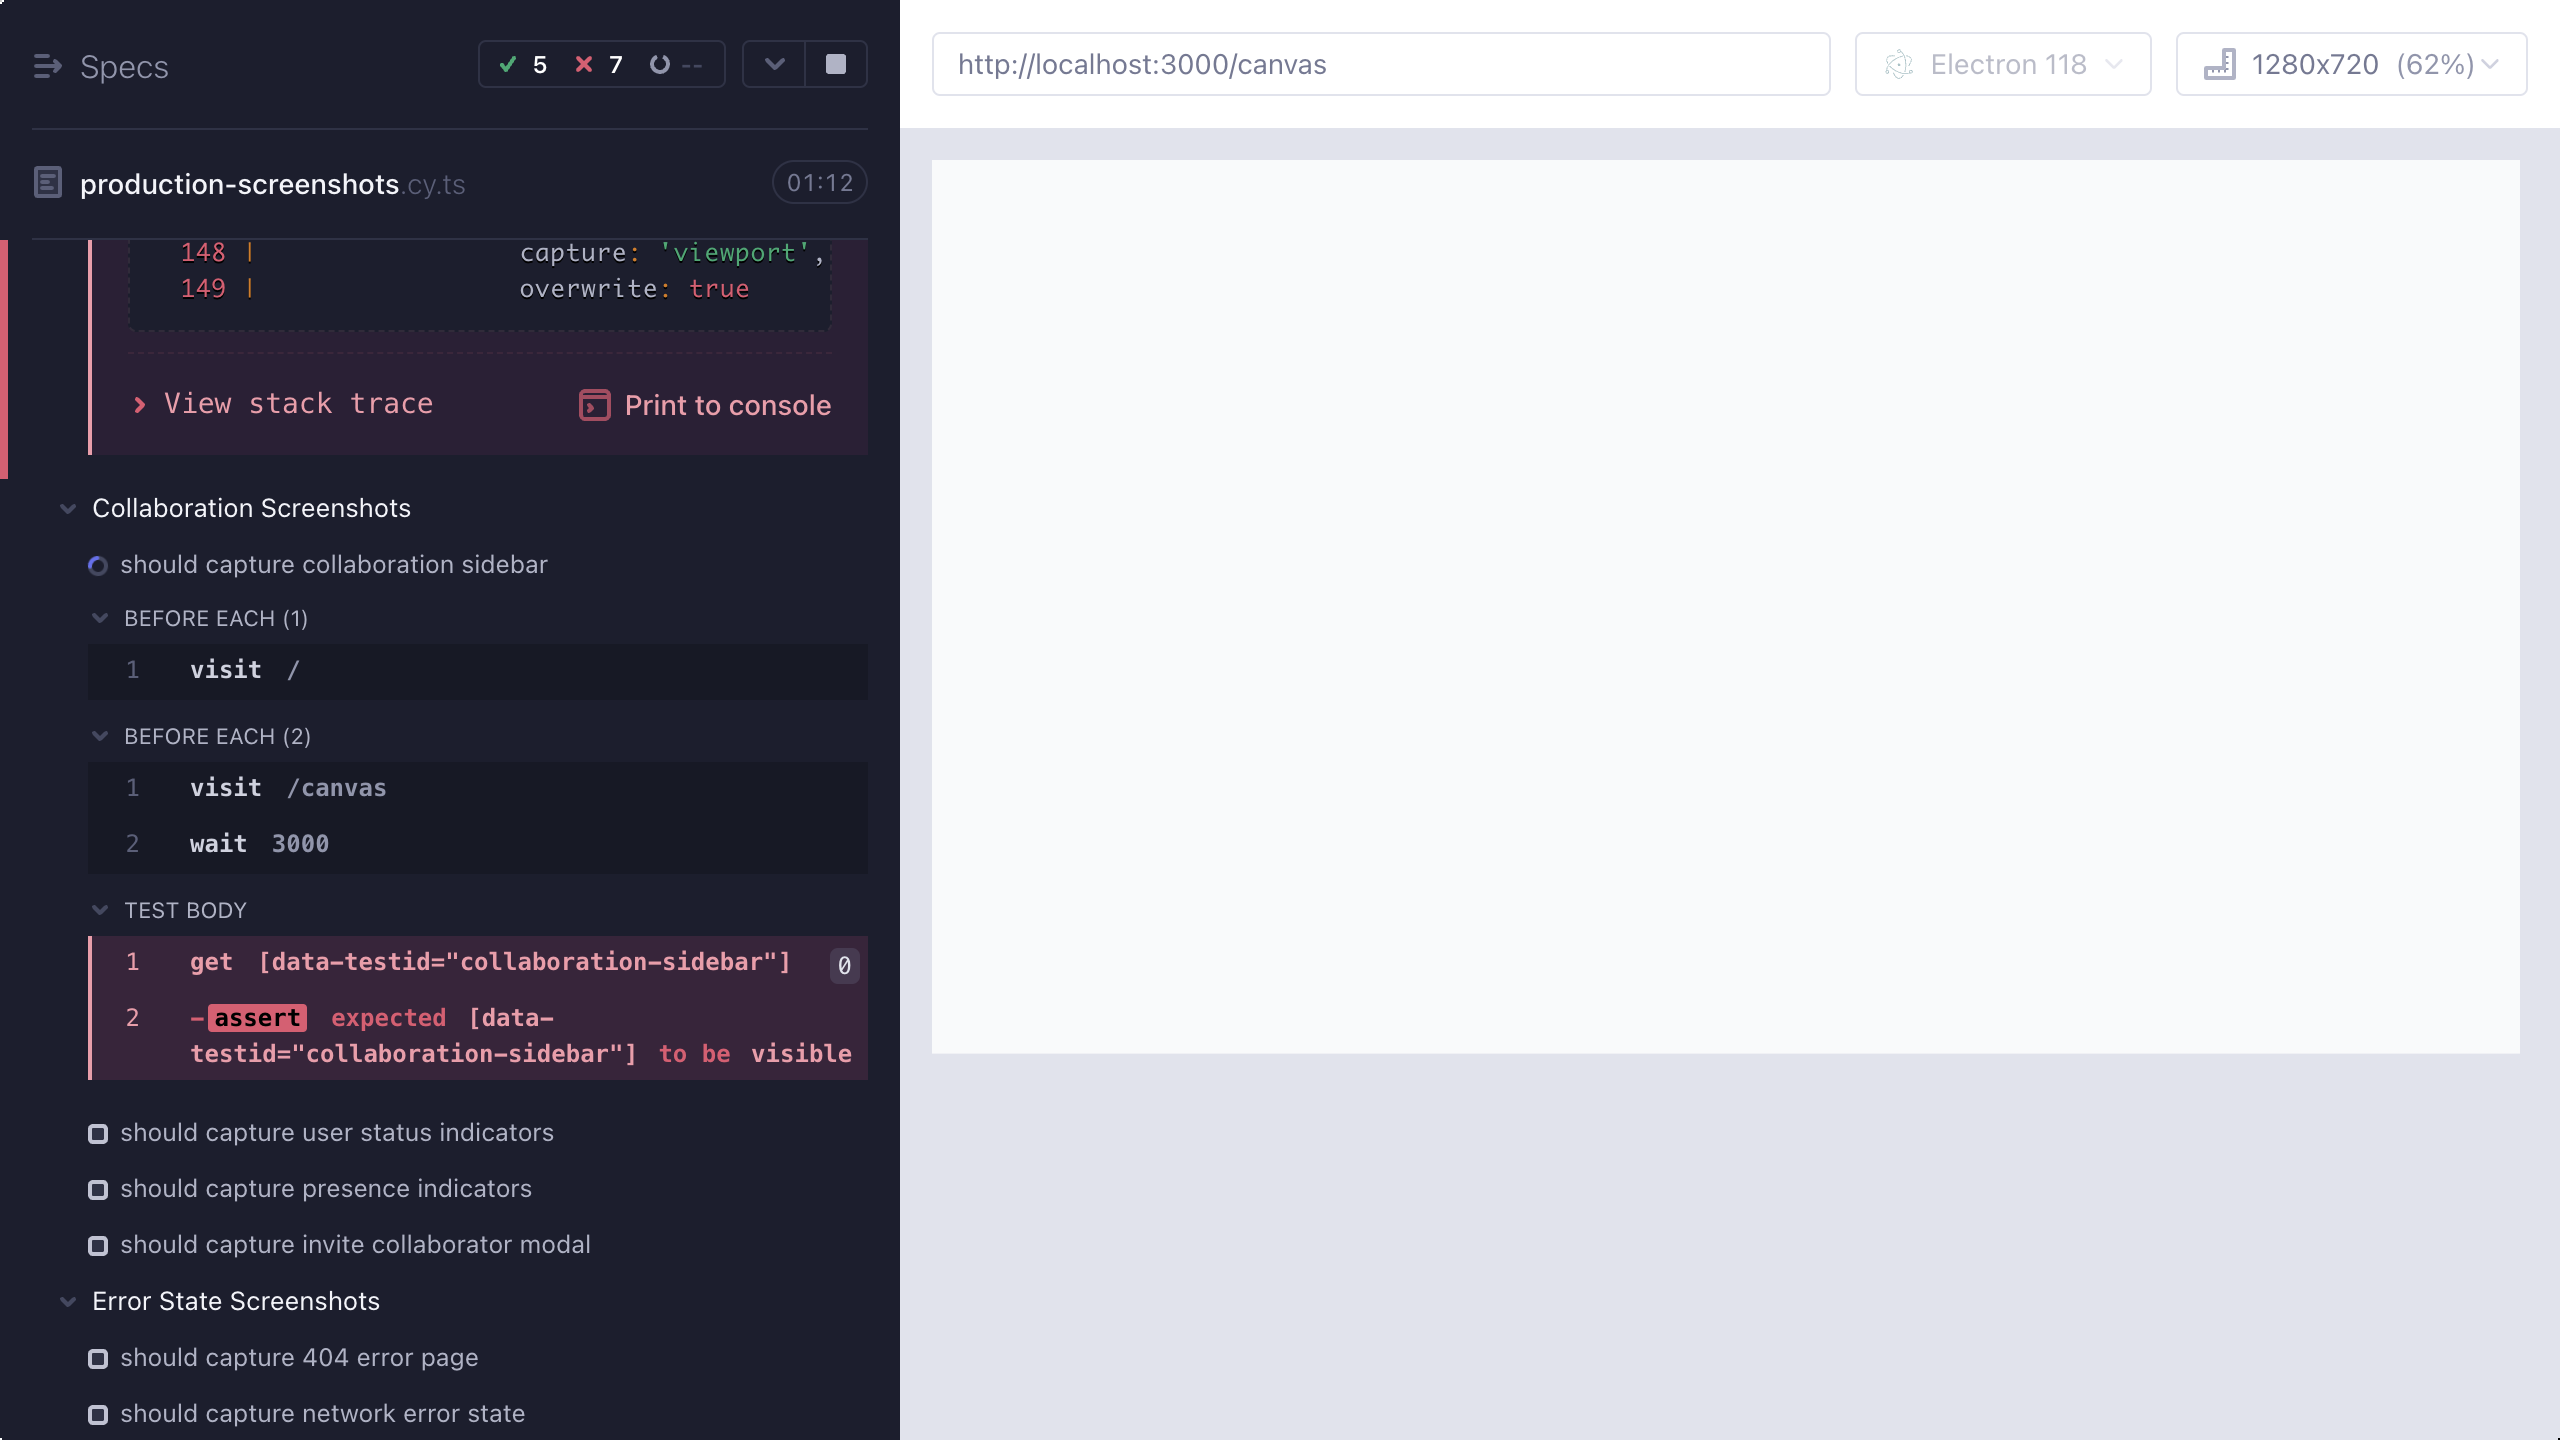 Specs
5 7 --
production-screenshots.cy.ts 01:12
148 | capture: 'viewport',
149 | overwrite: true
View stack trace Print to console
Collaboration Screenshots
should capture collaboration sidebar
BEFORE EACH (1)
1 visit /
BEFORE EACH (2)
1 visit /canvas
2 wait 3000
TEST BODY
1 get [data-testid="collaboration-sidebar"] 0
2 -assert expected [data-
testid="collaboration-sidebar"] to be visible
should capture user status indicators
should capture presence indicators
should capture invite collaborator modal
Error State Screenshots
should capture 404 error page
should capture network error state
http://localhost:3000/canvas
Electron 118
1280x720 (62%)